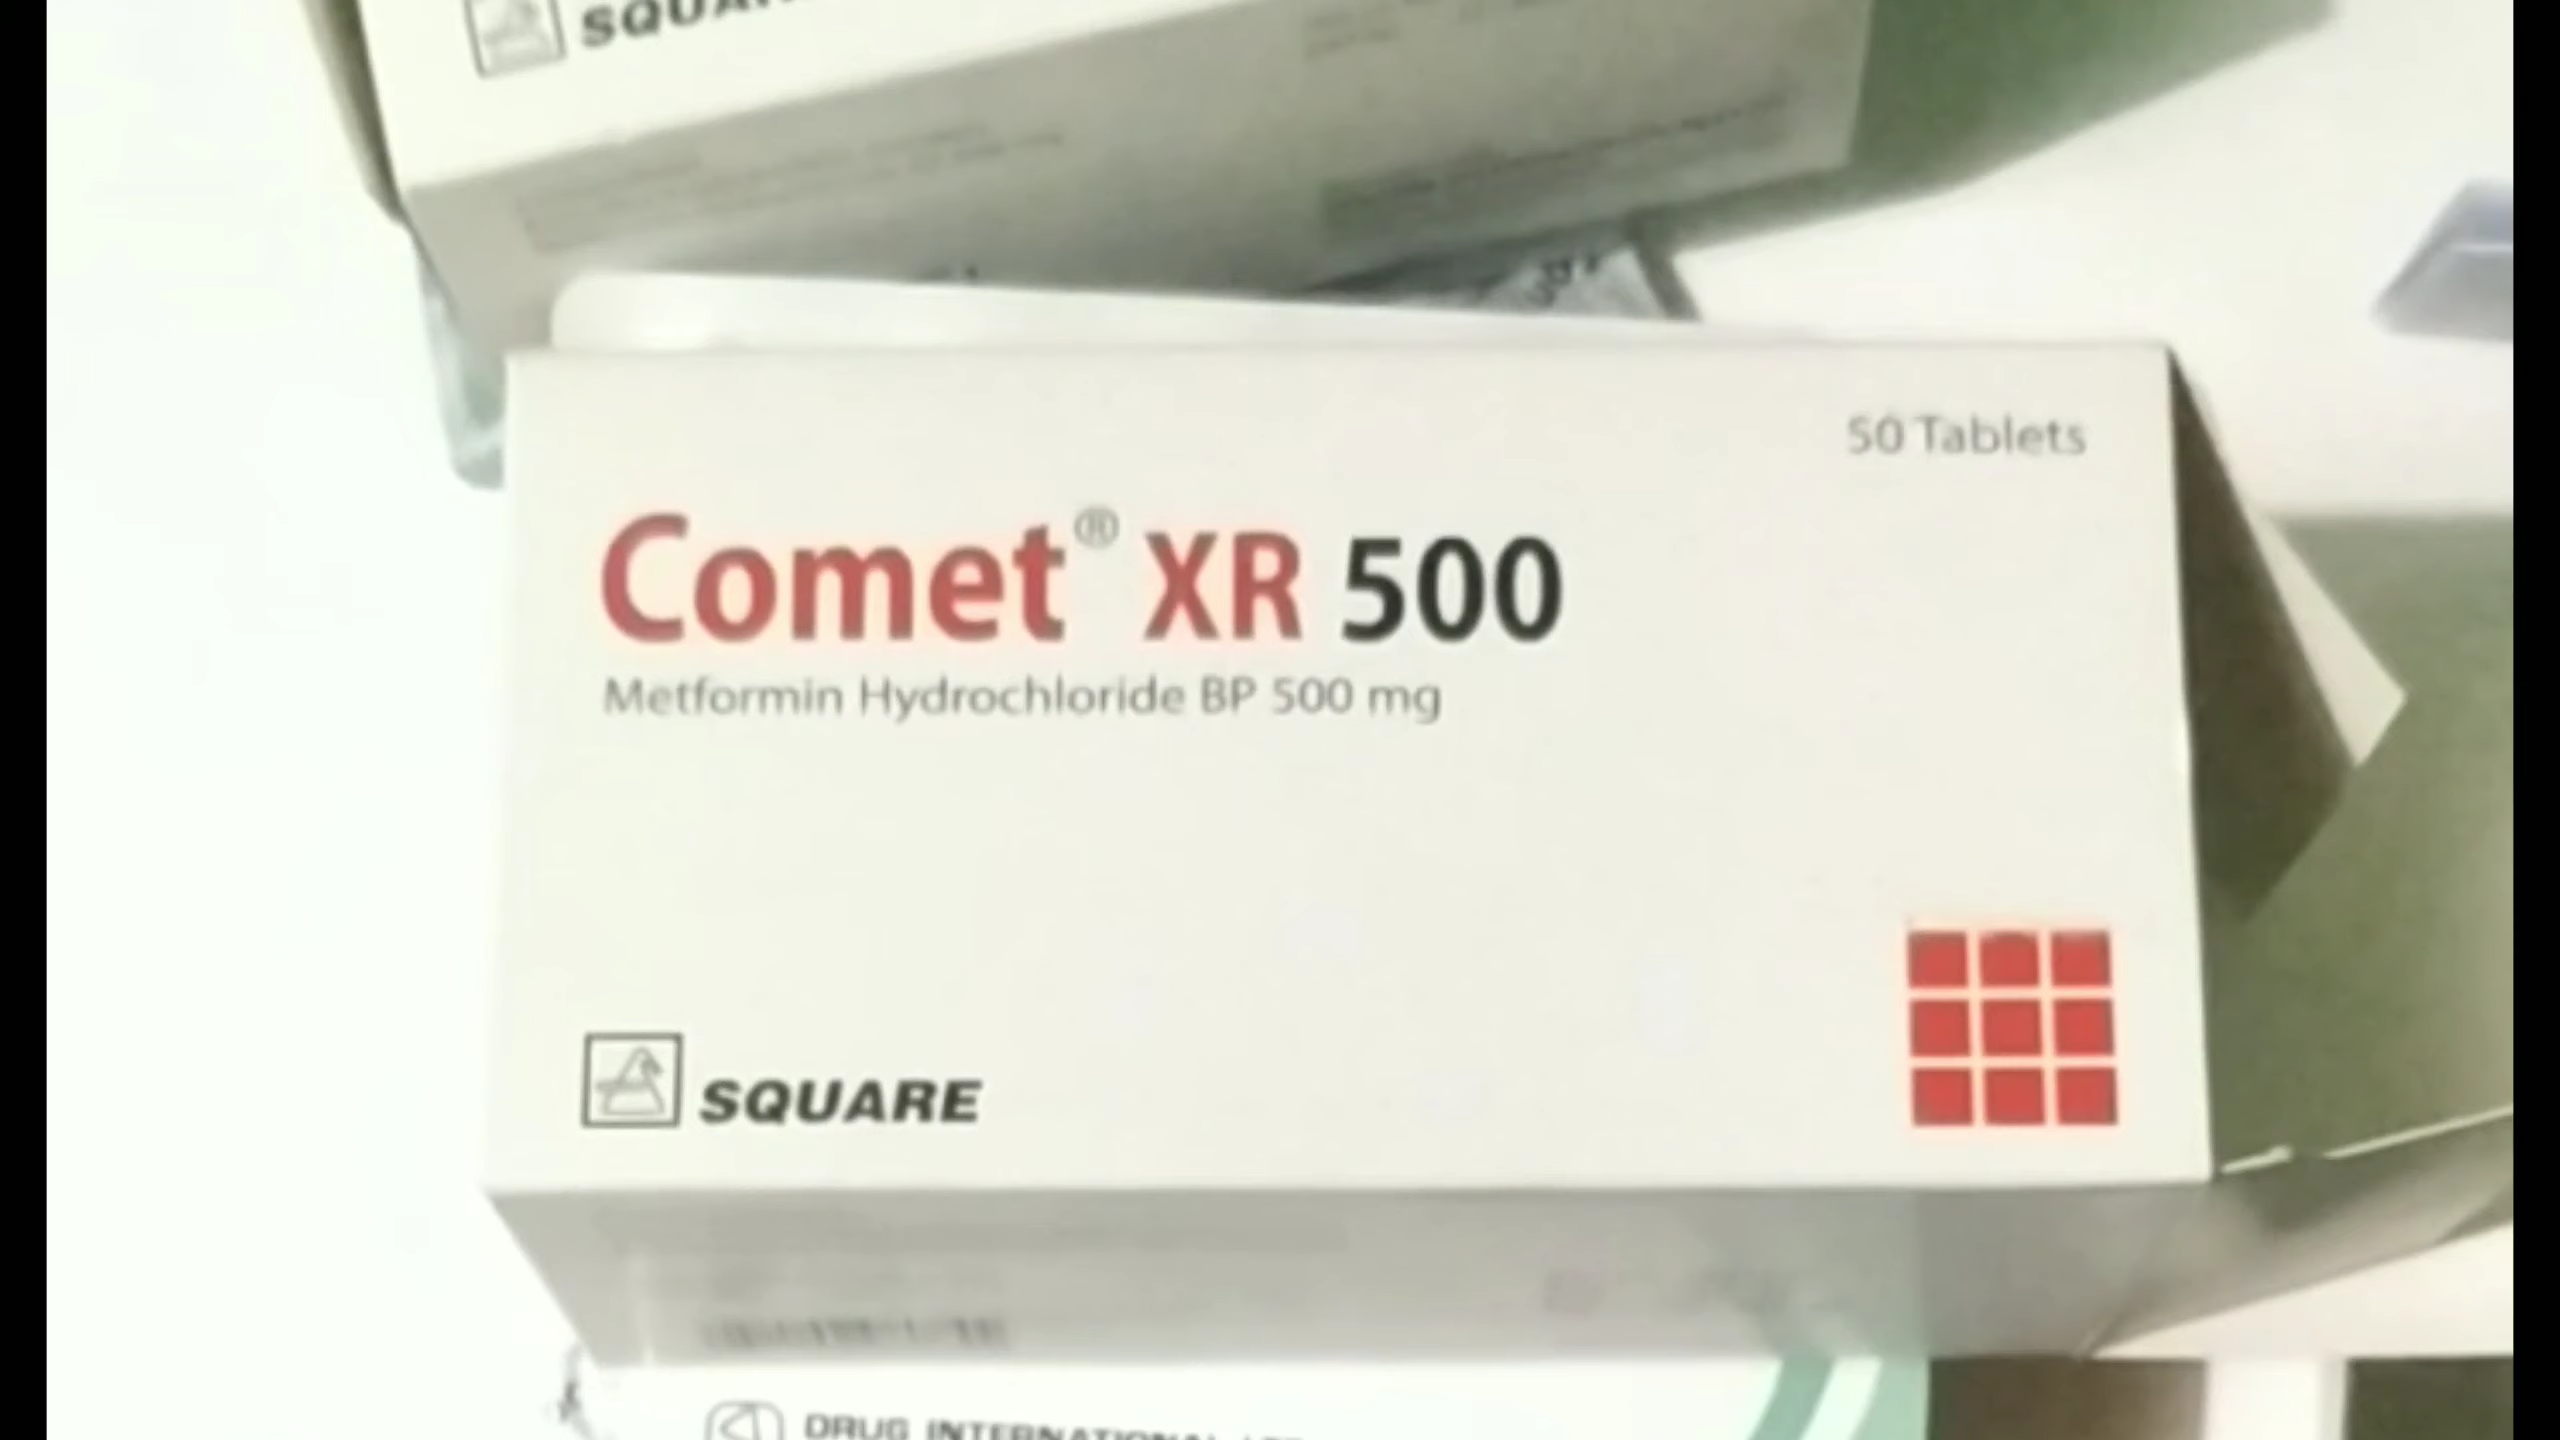 SQUARE
50 Tablets
Comet® XR 500
Metformin Hydrochloride BP 500 mg
SQUARE
DRUG INTERNATIONAL